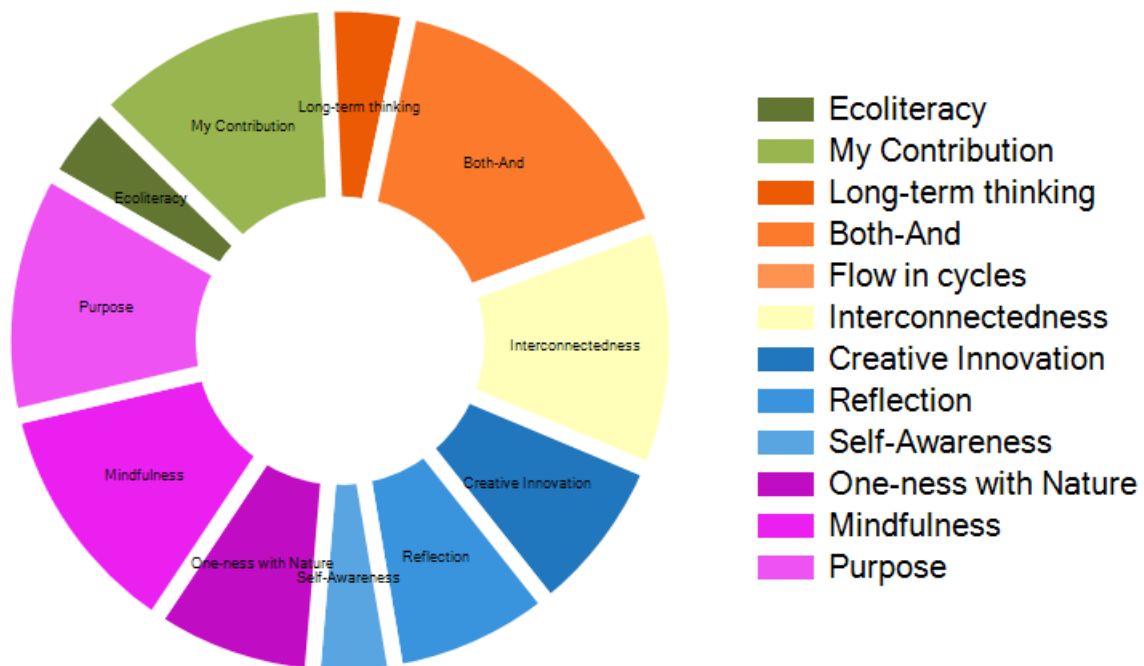 Long-term thinking
My Contribution
Both-And
Ecoliteracy
Purpose
Interconnectedness
Mindfulness
Creative Innovation
One-ness with Nature
Reflection
Self-Awareness
Ecoliteracy
My Contribution
Long-term thinking
Both-And
Flow in cycles
Interconnectedness
Creative Innovation
Reflection
Self-Awareness
One-ness with Nature
Mindfulness
Purpose